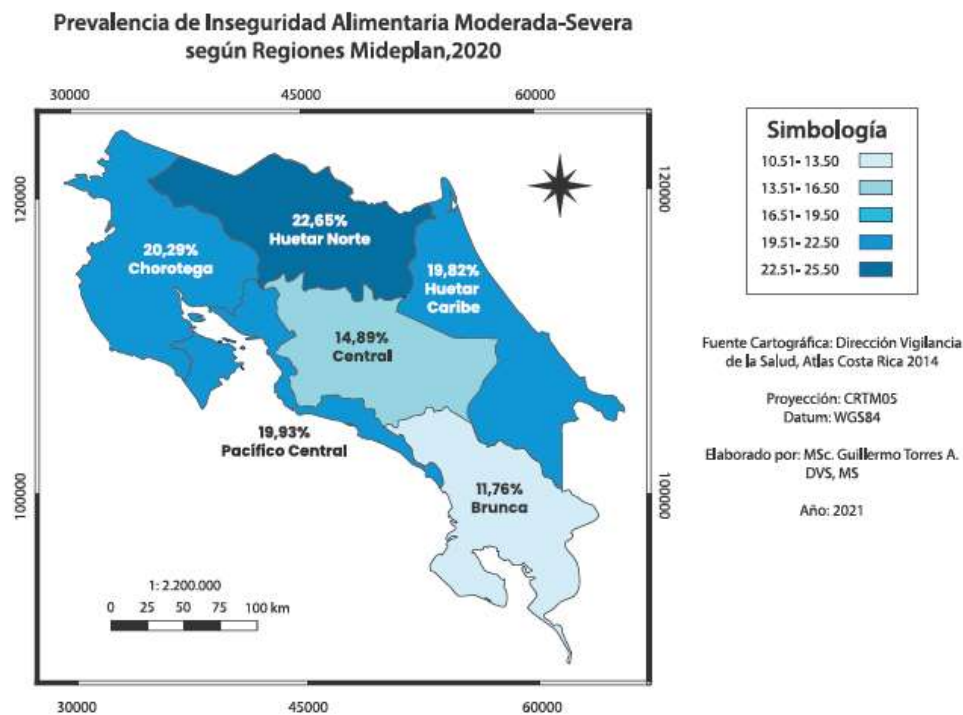 Prevalencia de Inseguridad Alimentaria Moderada-Severa
según Regiones Mideplan,2020
30000
45000
60000
120000
120000
100000
100000
22,65%
Huetar Norte
20,29%
Chorotega
19,82%
Huetar
Caribe
14,89%
Central
19,93%
Pacífico Central
11,76%
Brunca
1: 2.200.000
0 25 50 75 100 km
30000
45000
60000
Simbología
10.51- 13.50
13.51- 16.50
16.51- 19.50
19.51- 22.50
22.51- 25.50
Fuente Cartográfica: Dirección Vigilancia
de la Salud, Atlas Costa Rica 2014
Proyección: CRTM05
Datum: WGS84
Elaborado por: MSc. Guillermo Torres A.
DVS, MS
Año: 2021